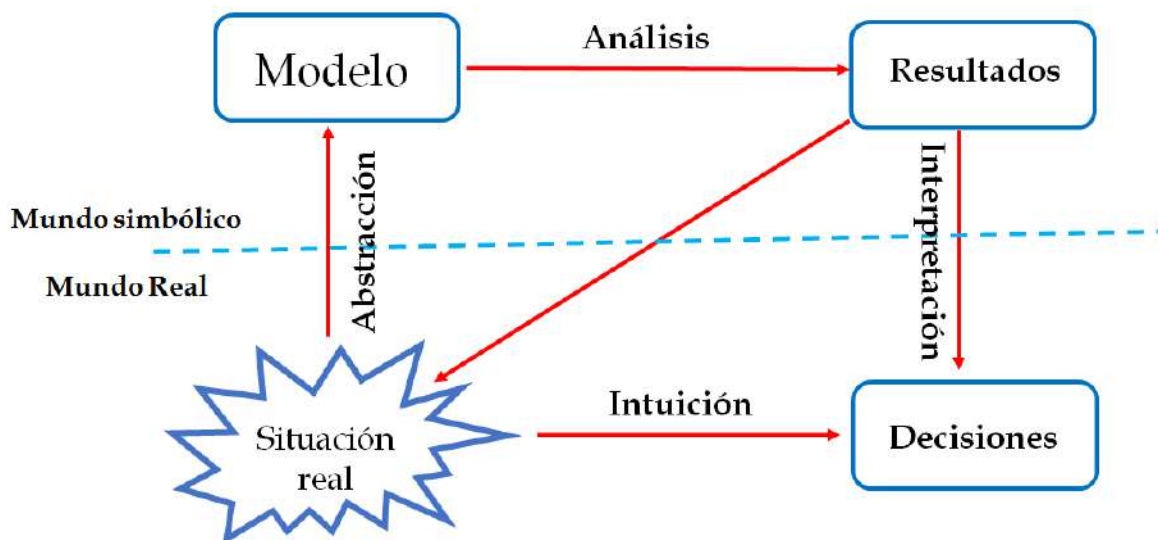 Análisis
Modelo
Resultados
Abstracción
Interpretación
Mundo simbólico
Mundo Real
Intuición
Situación
real
Decisiones